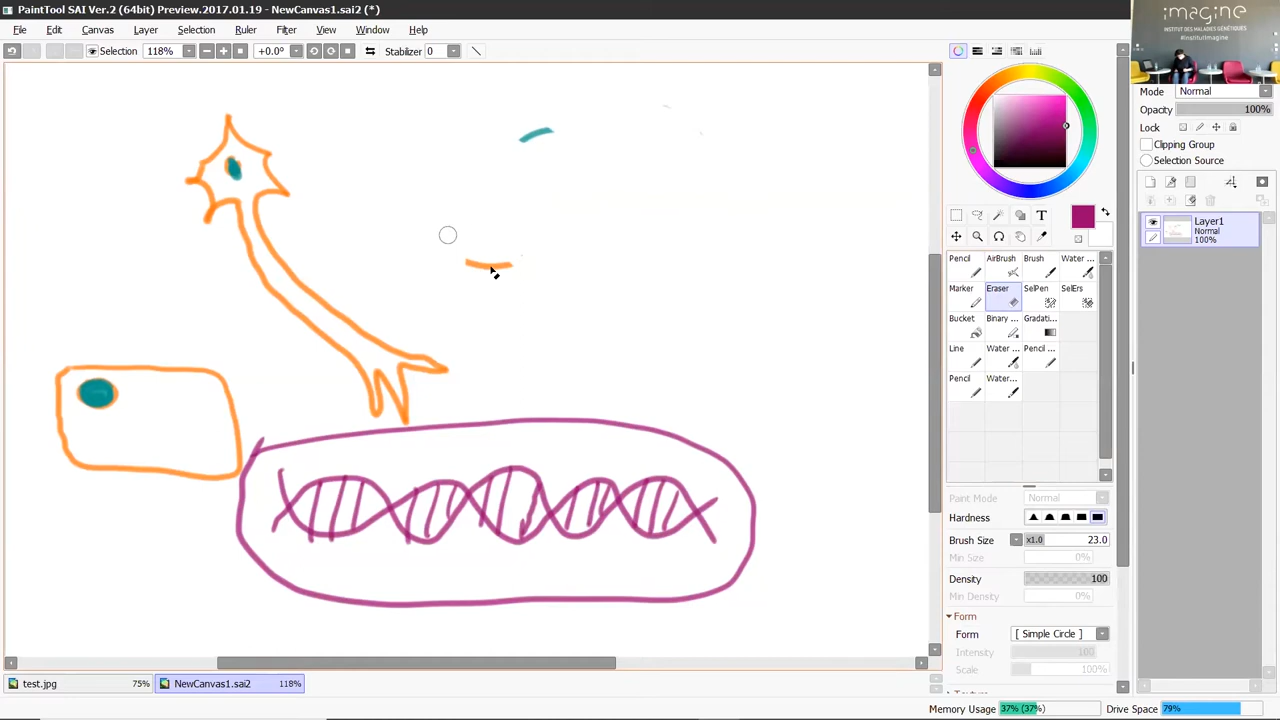 PaintTool SAI Ver.2 (64bit) Preview.2017.01.19 - NewCanvas1.sai2 (*)
File Edit Canvas Layer Selection Ruler Filter View Window Help
Selection 118% +0.0° Stabilizer 0
imagine
INSTITUT DES MALADIES GÉNÉTIQUES
#InstitutImagine
Mode Normal
Opacity 100%
Lock
Clipping Group
Selection Source
Layer1
Normal
100%
T
Pencil AirBrush Brush Water ...
Marker Eraser SelPen SelErs
Bucket Binary ... Gradati...
Line Water ... Pencil ...
Pencil Water...
Paint Mode Normal
Hardness
Brush Size x1.0 23.0
Min Size 0%
Density 100
Min Density 0%
Form
Form [ Simple Circle ]
Intensity 100
Scale 100%
test.jpg 75% NewCanvas1.sai2 118%
Memory Usage 37% (37%) Drive Space 79%